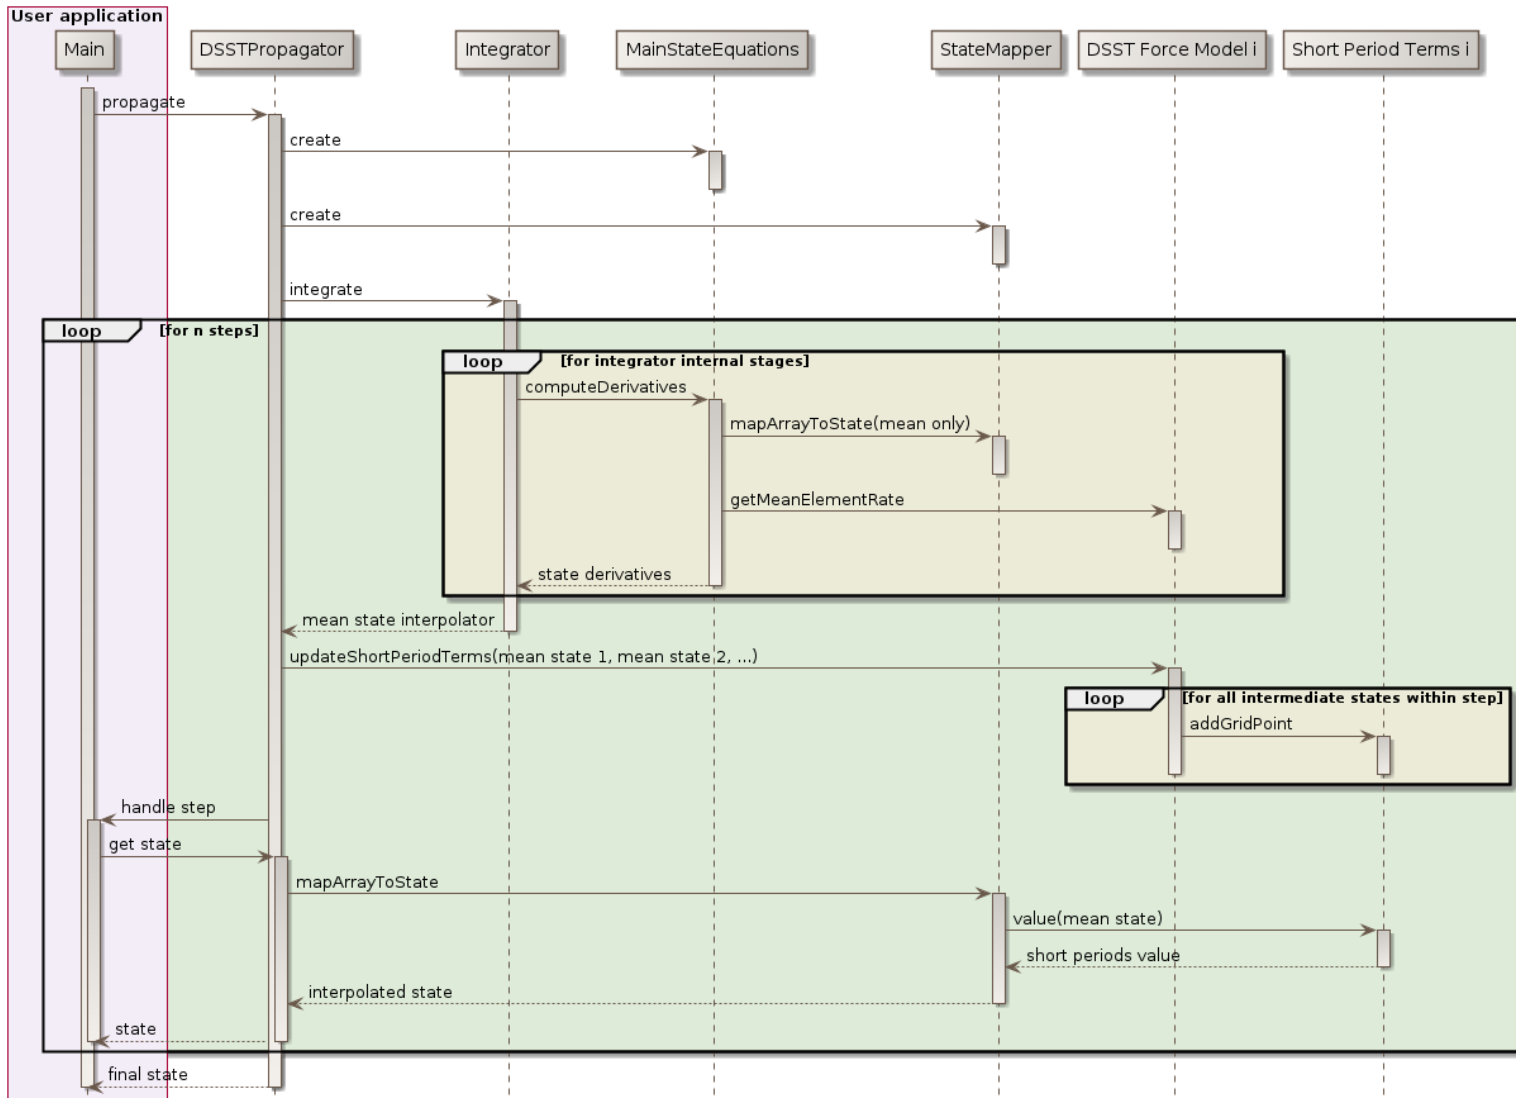 User application
Main
DSSTPropagator
Integrator
MainStateEquations
StateMapper
DSST Force Model i
Short Period Terms i
propagate
create
create
integrate
loop
[for n steps]
loop
[for integrator internal stages]
computeDerivatives
mapArrayToState(mean only)
getMeanElementRate
state derivatives
mean state interpolator
updateShortPeriodTerms(mean state 1, mean state 2, ...)
loop
[for all intermediate states within step]
addGridPoint
handle step
get state
mapArrayToState
value(mean state)
short periods value
interpolated state
state
final state